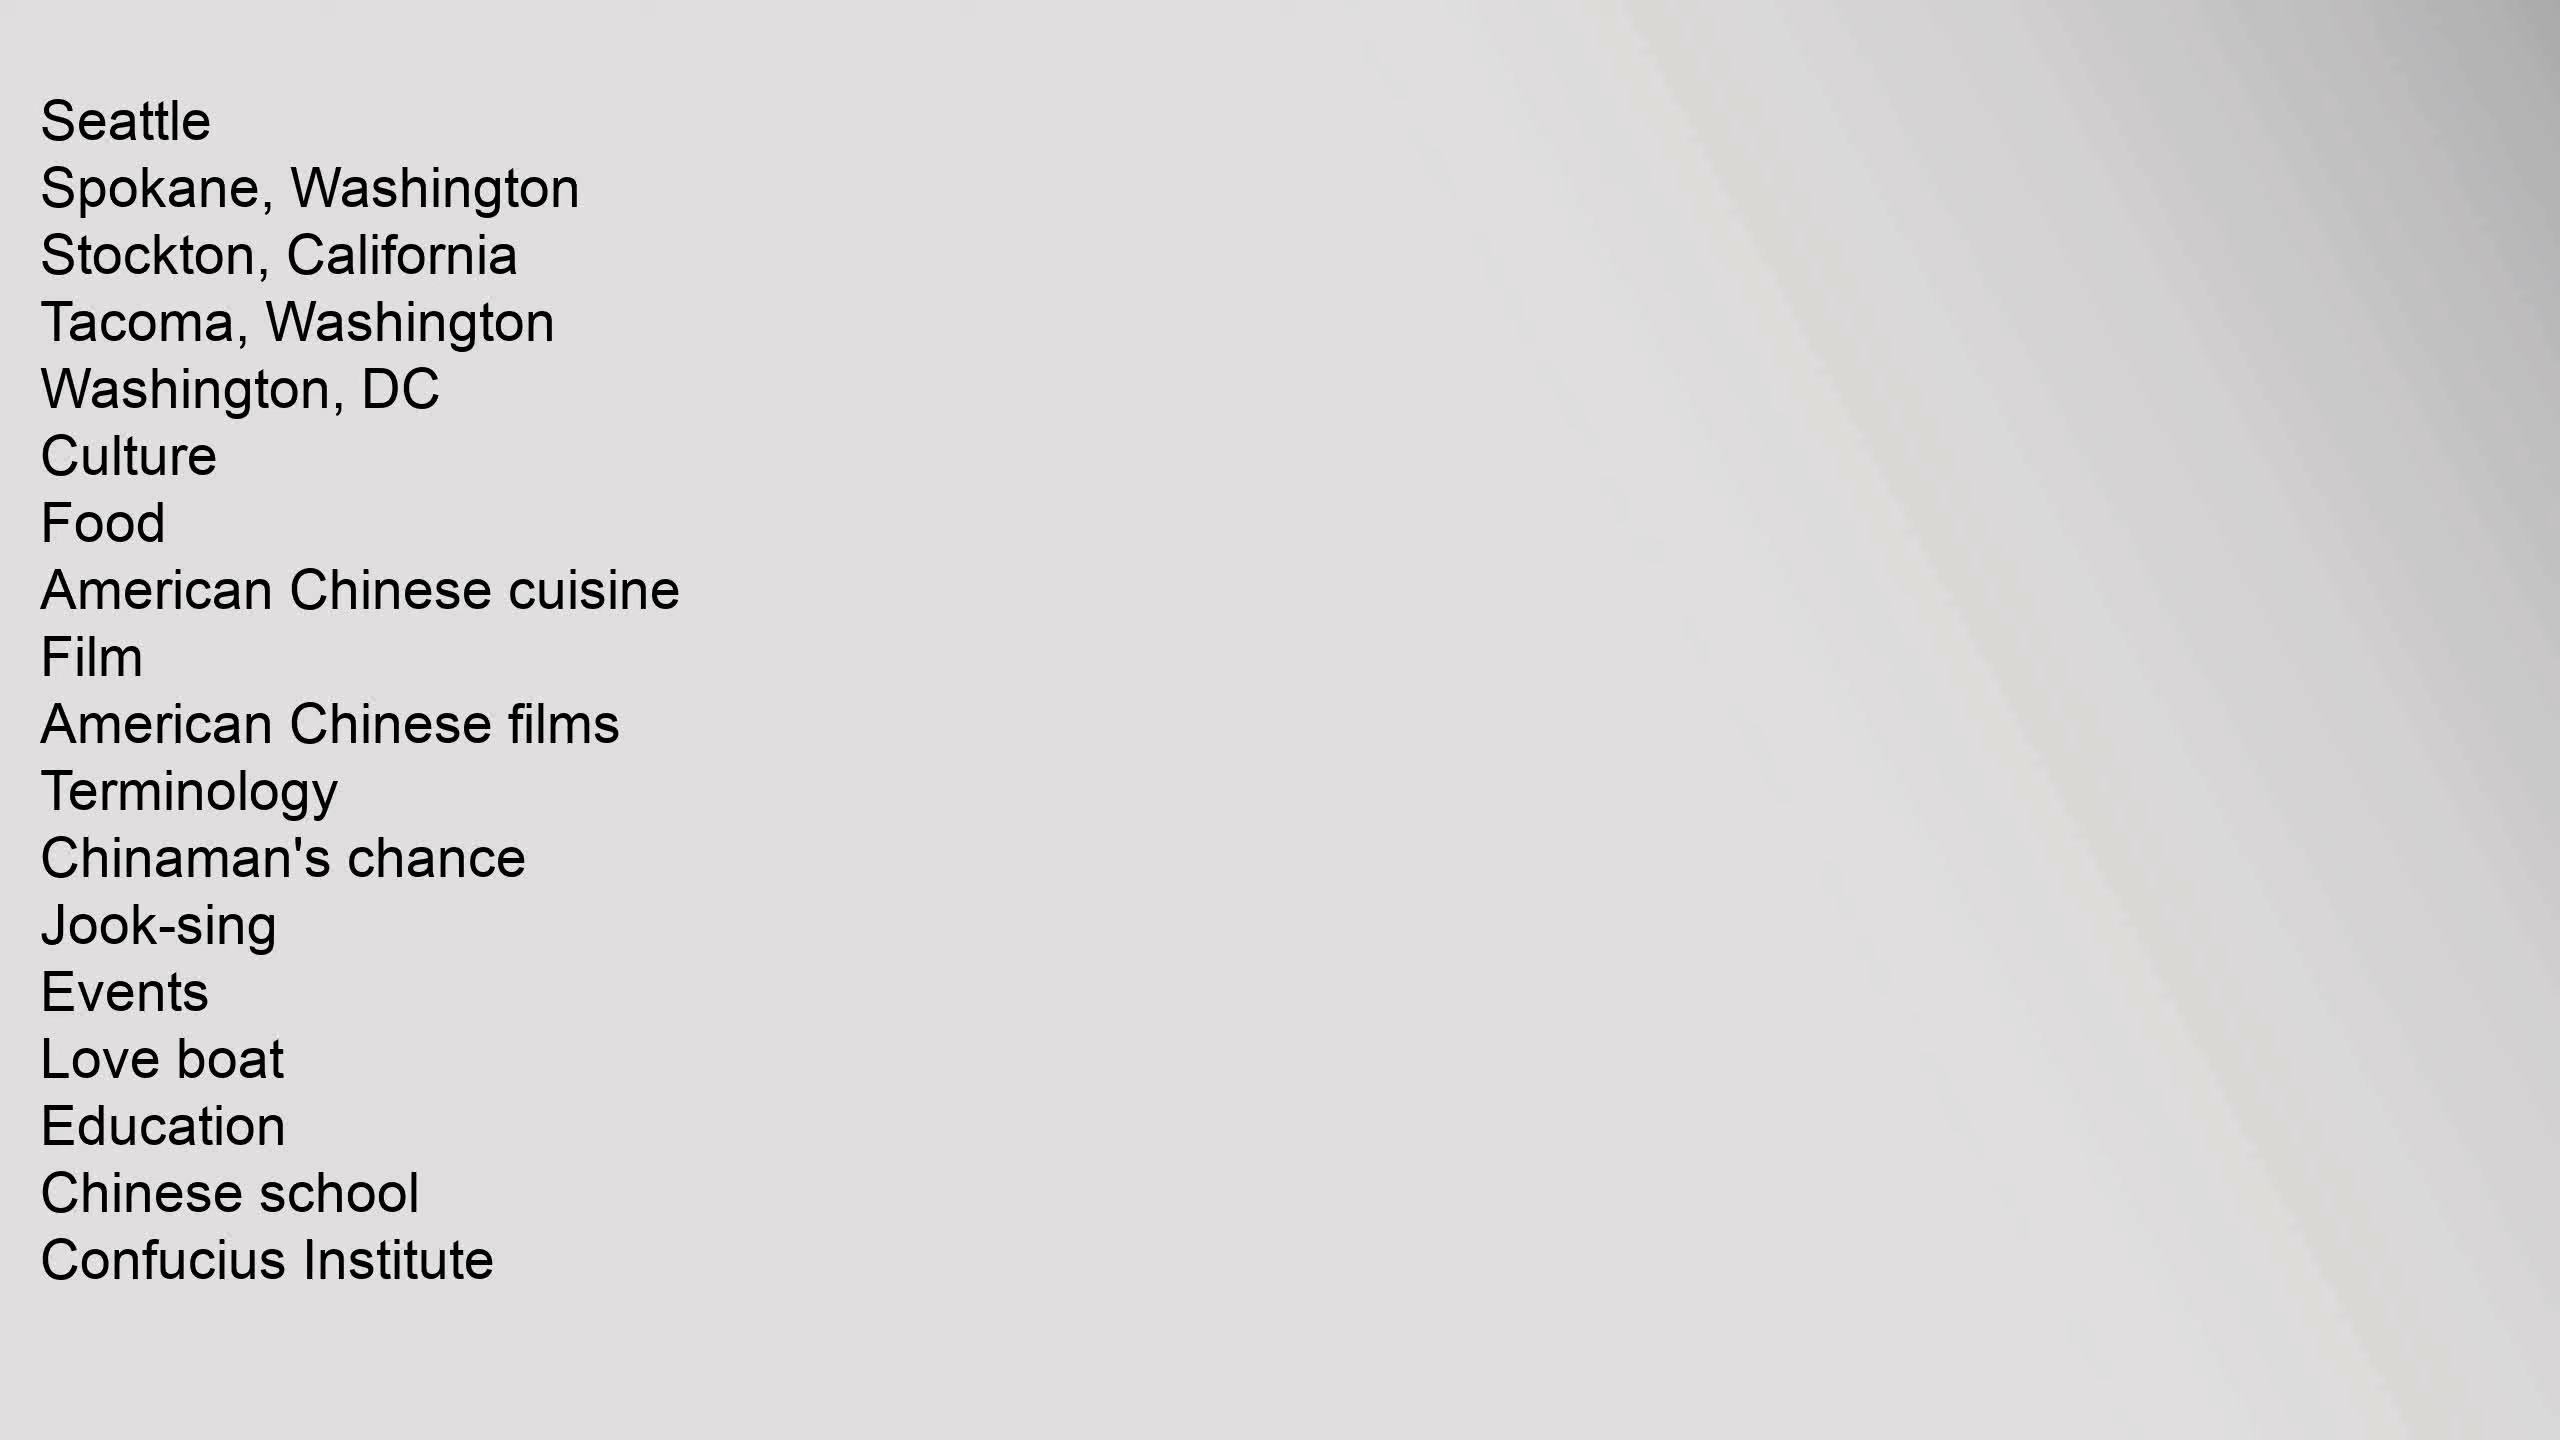 Seattle
Spokane, Washington
Stockton, California
Tacoma, Washington
Washington, DC
Culture
Food
American Chinese cuisine
Film
American Chinese films
Terminology
Chinaman's chance
Jook-sing
Events
Love boat
Education
Chinese school
Confucius Institute